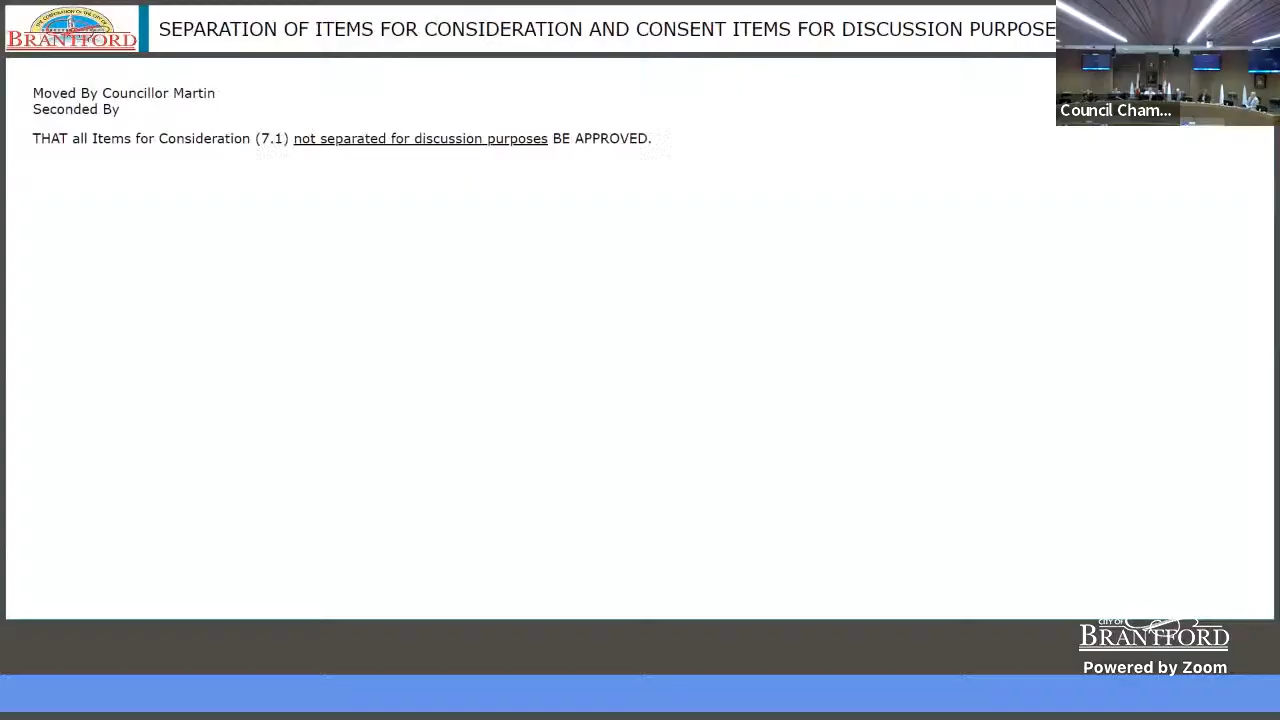 BRANTFORD
SEPARATION OF ITEMS FOR CONSIDERATION AND CONSENT ITEMS FOR DISCUSSION PURPOSE
Council Cham...
Moved By Councillor Martin
Seconded By
THAT all Items for Consideration (7.1) not separated for discussion purposes BE APPROVED.
CITY OF
BRANTFORD
Powered by Zoom